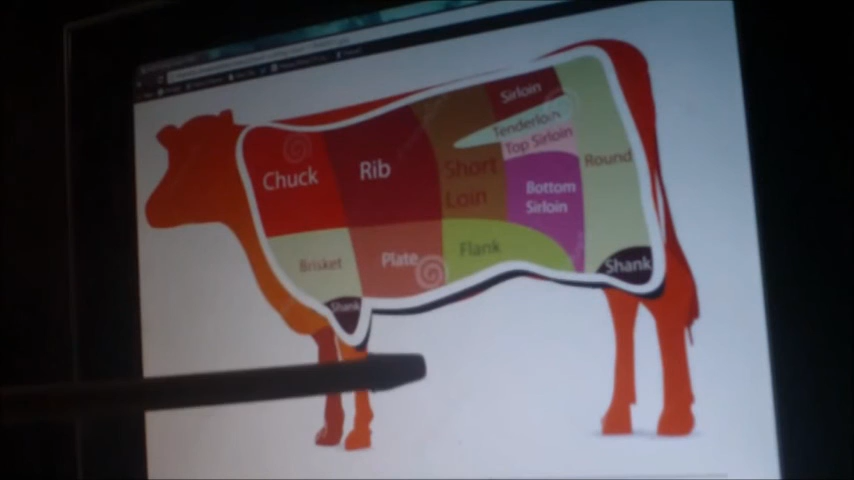 Sirloin
Tenderloin
Top Sirloin
Chuck
Rib
Short
Loin
Round
Bottom
Sirloin
Brisket
Plate
Flank
Shank
Shank